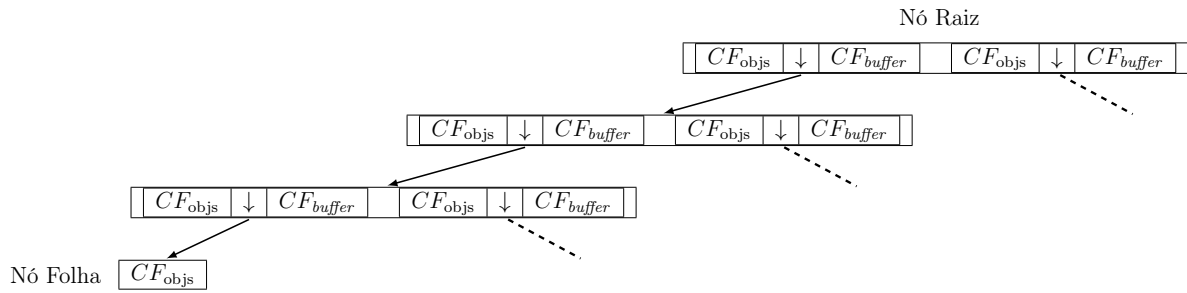 Nó Raiz
CF_objs ↓ CF_buffer CF_objs ↓ CF_buffer
CF_objs ↓ CF_buffer CF_objs ↓ CF_buffer
CF_objs ↓ CF_buffer CF_objs ↓ CF_buffer
Nó Folha CF_objs